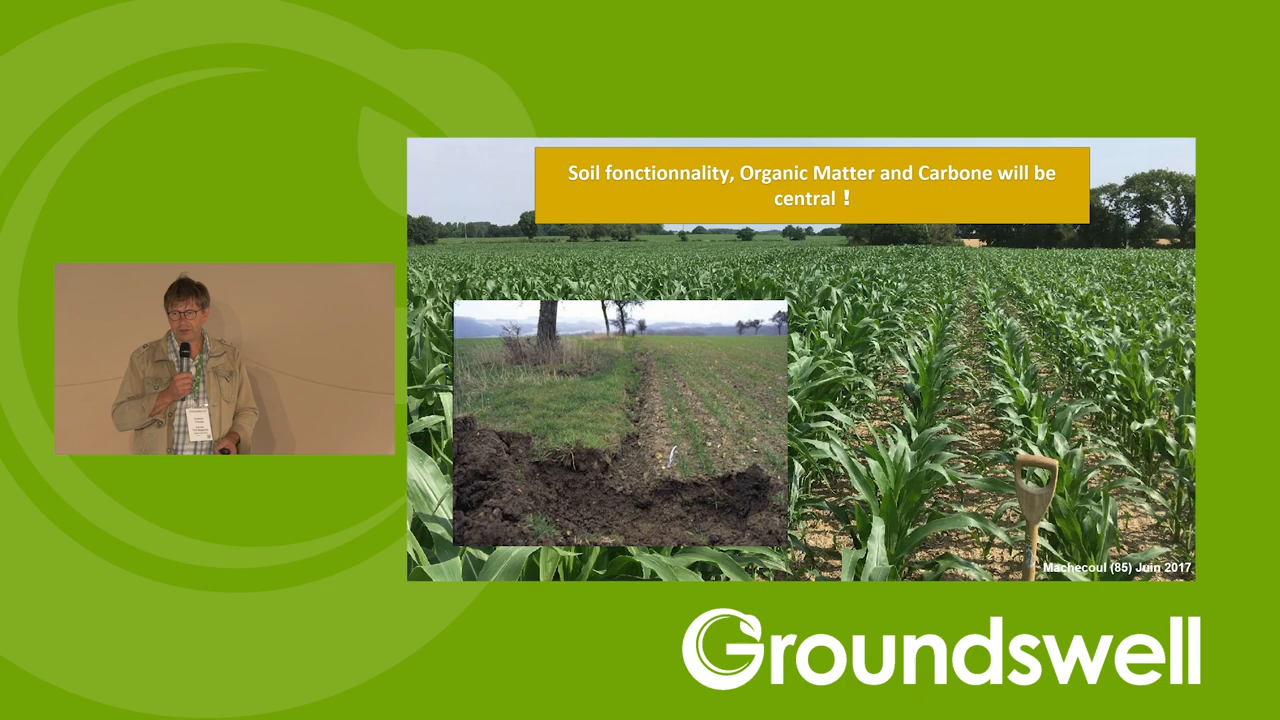 Soil fonctionnality, Organic Matter and Carbone will be
central !
Machecoul (85) Juin 2017
Groundswell